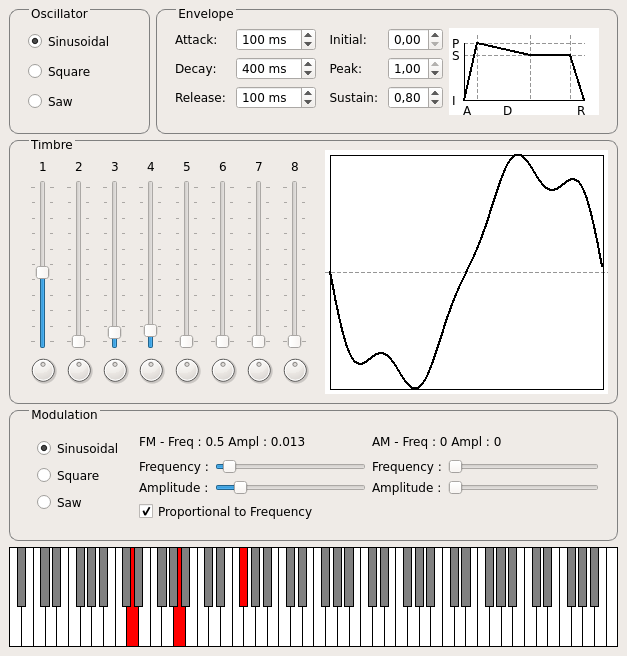 Oscillator
Sinusoidal
Square
Saw
Envelope
Attack: 100 ms Initial: 0,00
Decay: 400 ms Peak: 1,00
Release: 100 ms Sustain: 0,80
P
S
I
A D R
Timbre
1 2 3 4 5 6 7 8
Modulation
Sinusoidal
Square
Saw
FM - Freq : 0.5 Ampl : 0.013
Frequency :
Amplitude :
Proportional to Frequency
AM - Freq : 0 Ampl : 0
Frequency :
Amplitude :